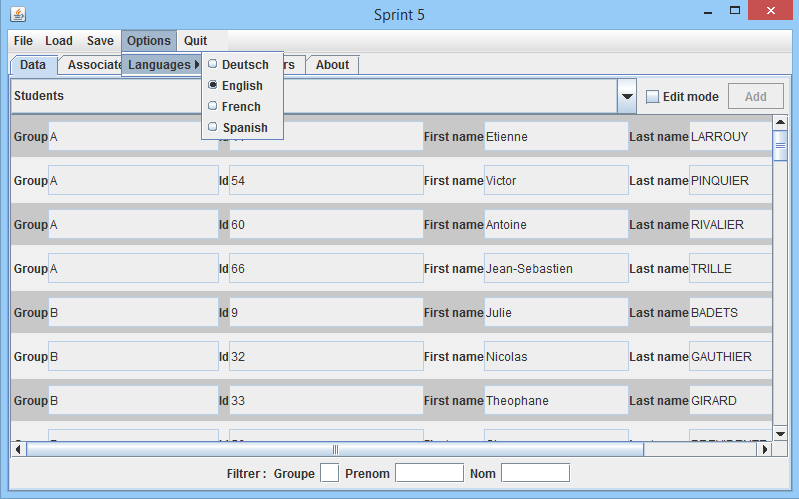 Sprint 5
File Load Save Options Quit
Data Associate Languages rs About
Deutsch
English
French
Spanish
Students Edit mode Add
Group A Id First name Etienne Last name LARROUY
Group A Id 54 First name Victor Last name PINQUIER
Group A Id 60 First name Antoine Last name RIVALIER
Group A Id 66 First name Jean-Sebastien Last name TRILLE
Group B Id 9 First name Julie Last name BADETS
Group B Id 32 First name Nicolas Last name GAUTHIER
Group B Id 33 First name Theophane Last name GIRARD
Filtrer : Groupe Prenom Nom